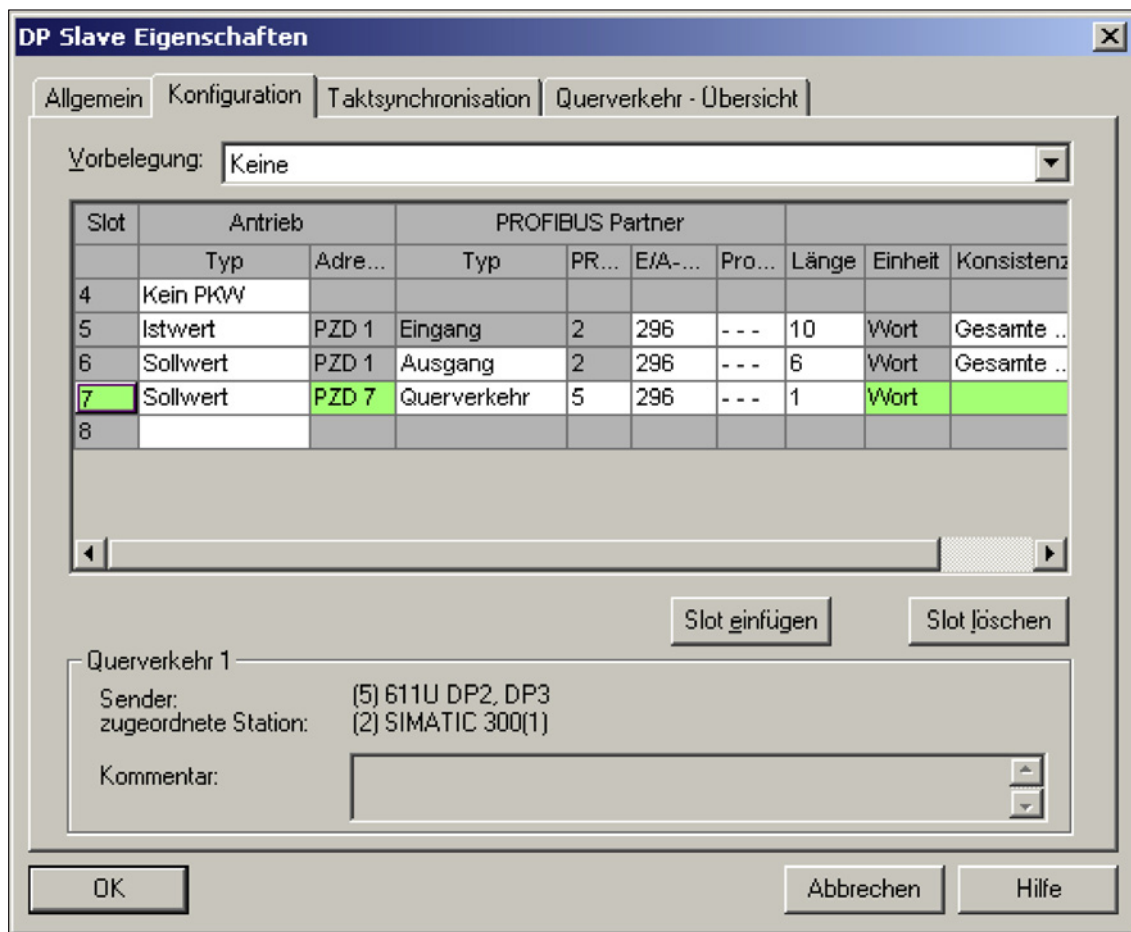 DP Slave Eigenschaften
Allgemein Konfiguration Taktsynchronisation Querverkehr - Übersicht
Vorbelegung: Keine
Slot Antrieb PROFIBUS Partner
Typ Adre... Typ PR... E/A-... Pro... Länge Einheit Konsistenz
4 Kein PKW
5 Istwert PZD 1 Eingang 2 296 - - - 10 Wort Gesamte ..
6 Sollwert PZD 1 Ausgang 2 296 - - - 6 Wort Gesamte ..
7 Sollwert PZD 7 Querverkehr 5 296 - - - 1 Wort
8
Slot einfügen Slot löschen
Querverkehr 1
Sender: (5) 611U DP2, DP3
zugeordnete Station: (2) SIMATIC 300(1)
Kommentar:
OK Abbrechen Hilfe